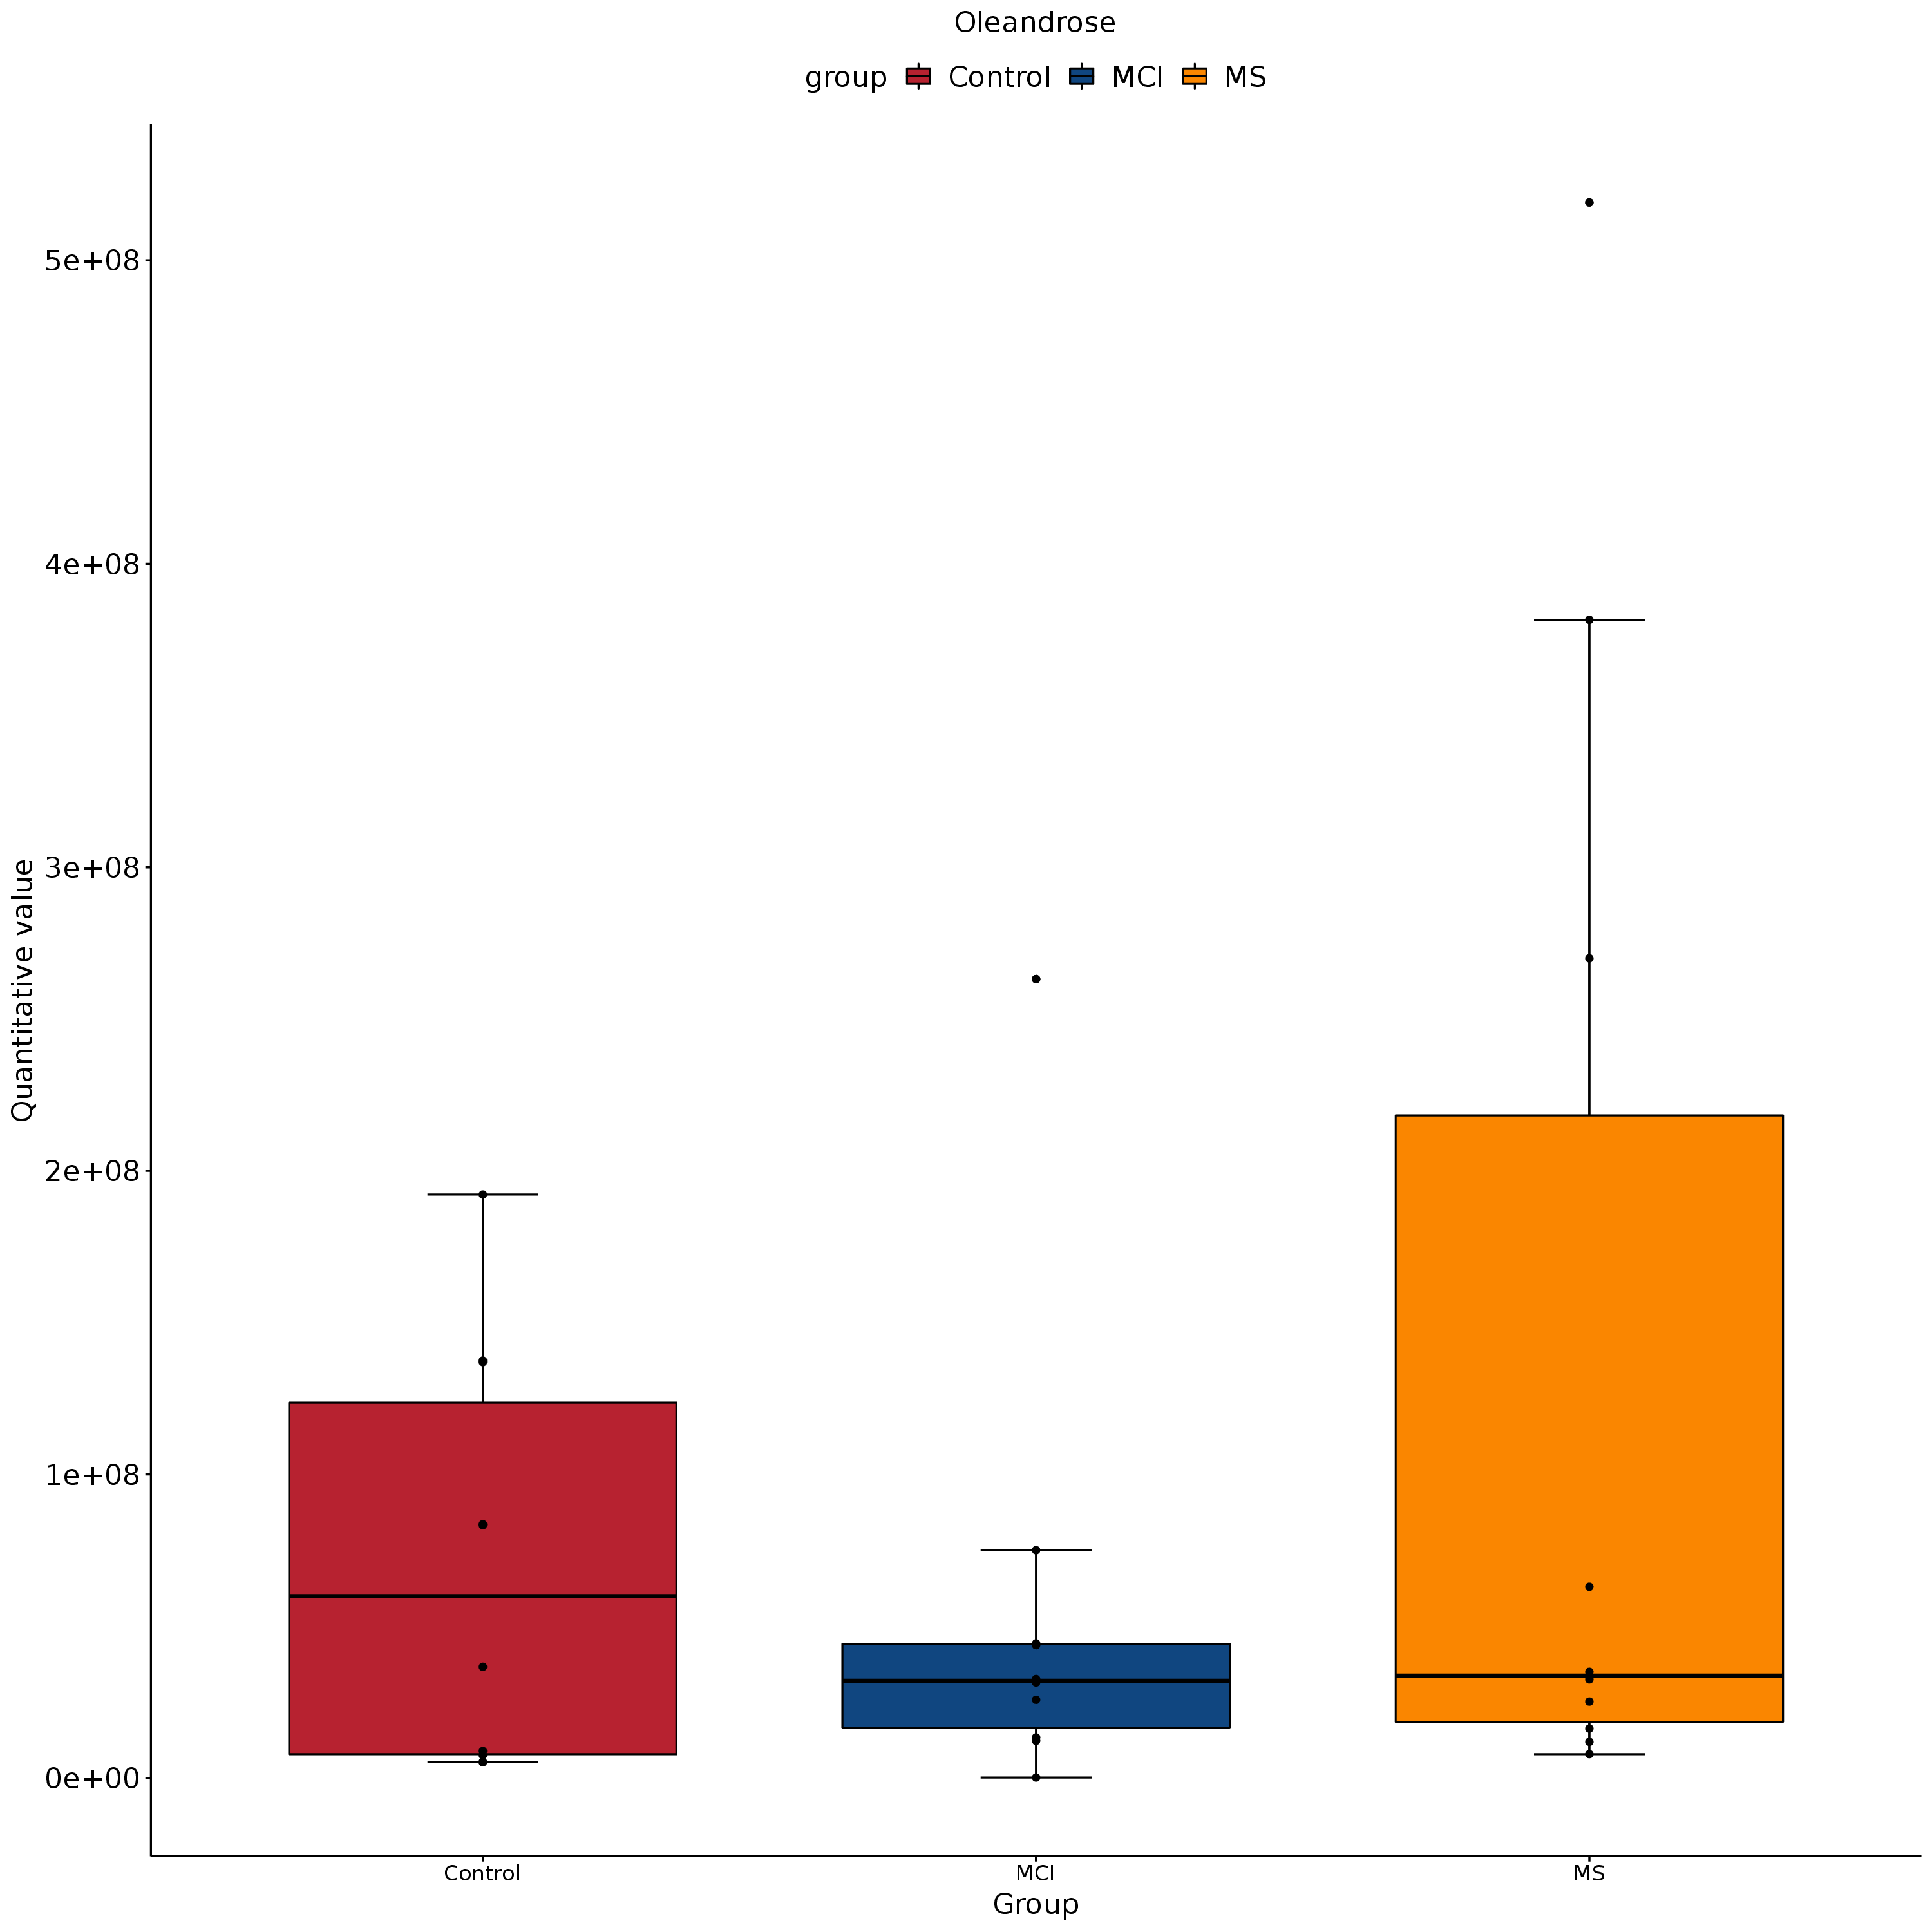 Oleandrose
group Control MCI MS
Quantitative value
5e+08
4e+08
3e+08
2e+08
1e+08
0e+00
Control MCI MS
Group